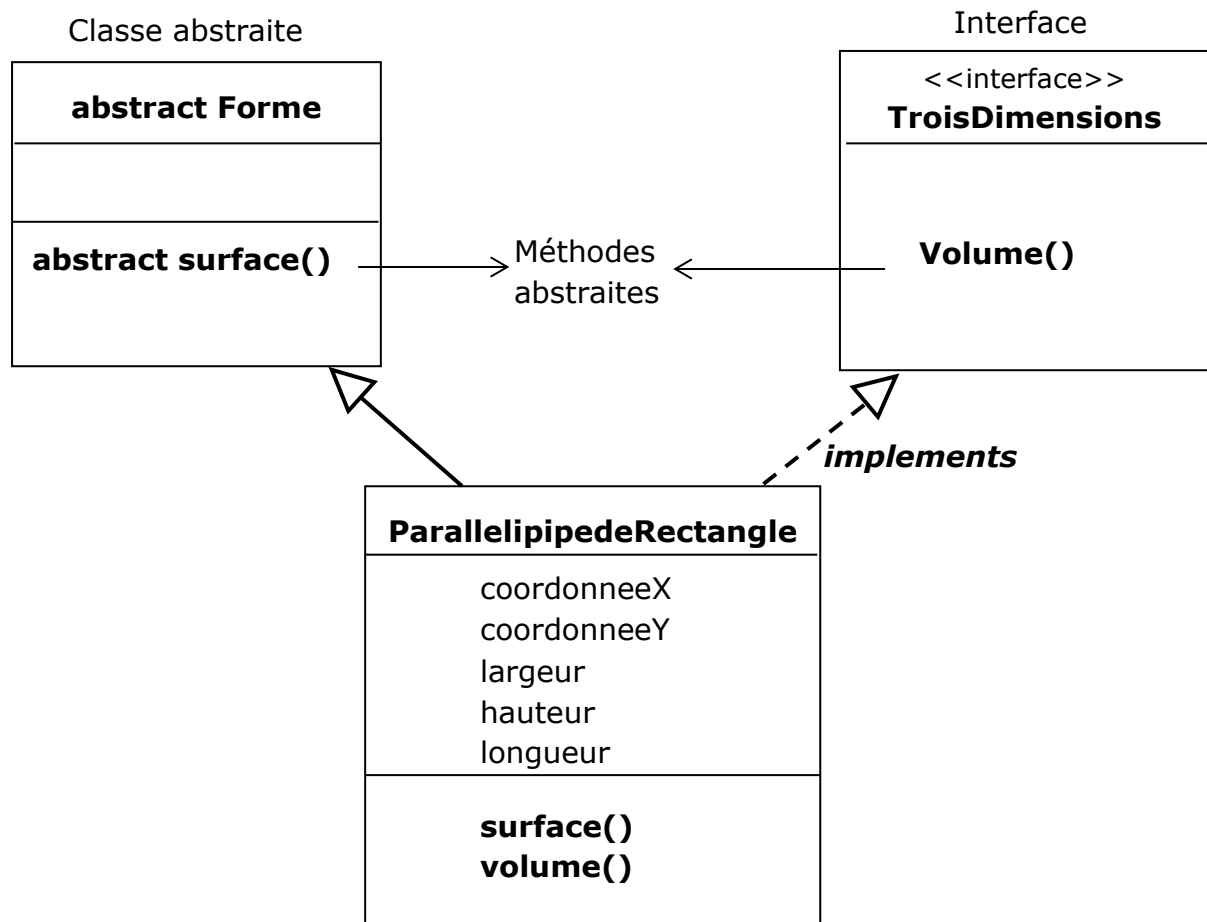 Classe abstraite
abstract Forme
abstract surface()
Méthodes
abstraites
Interface
<<interface>>
TroisDimensions
Volume()
implements
ParallelipipedeRectangle
coordonneeX
coordonneeY
largeur
hauteur
longueur
surface()
volume()